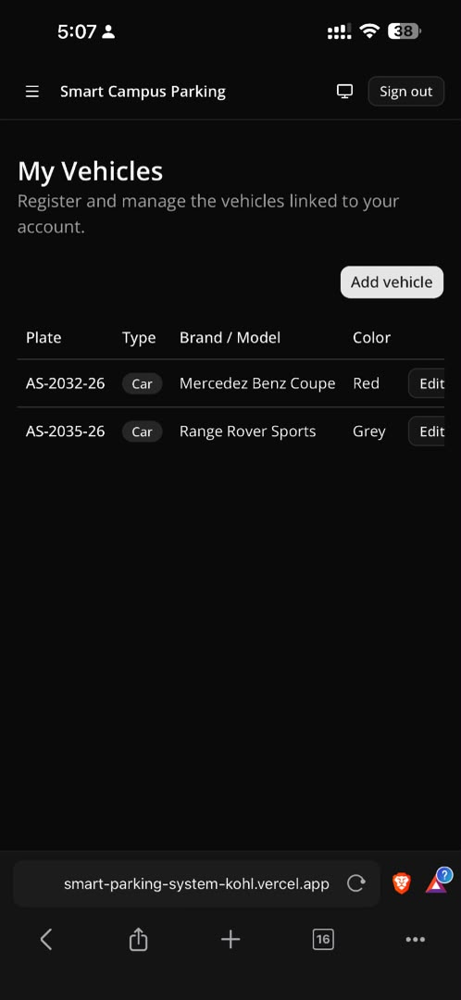 5:07
38
Smart Campus Parking
Sign out
My Vehicles
Register and manage the vehicles linked to your
account.
Add vehicle
Plate Type Brand / Model Color
AS-2032-26 Car Mercedez Benz Coupe Red Edit
AS-2035-26 Car Range Rover Sports Grey Edit
smart-parking-system-kohl.vercel.app
?
16